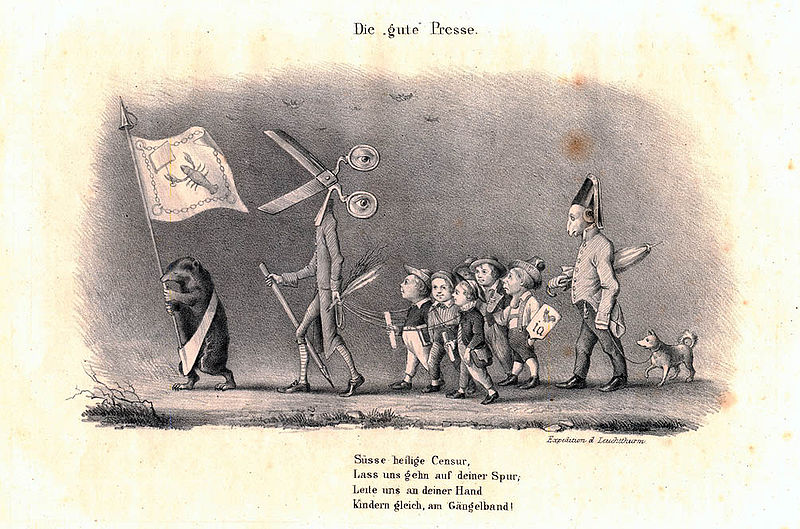 Die „gute" Presse.
ia
Expedition d. Leuchtthurm
Süsse heilige Censur,
Lass uns gehn auf deiner Spur;
Leite uns an deiner Hand
Kindern gleich, am Gängelband!